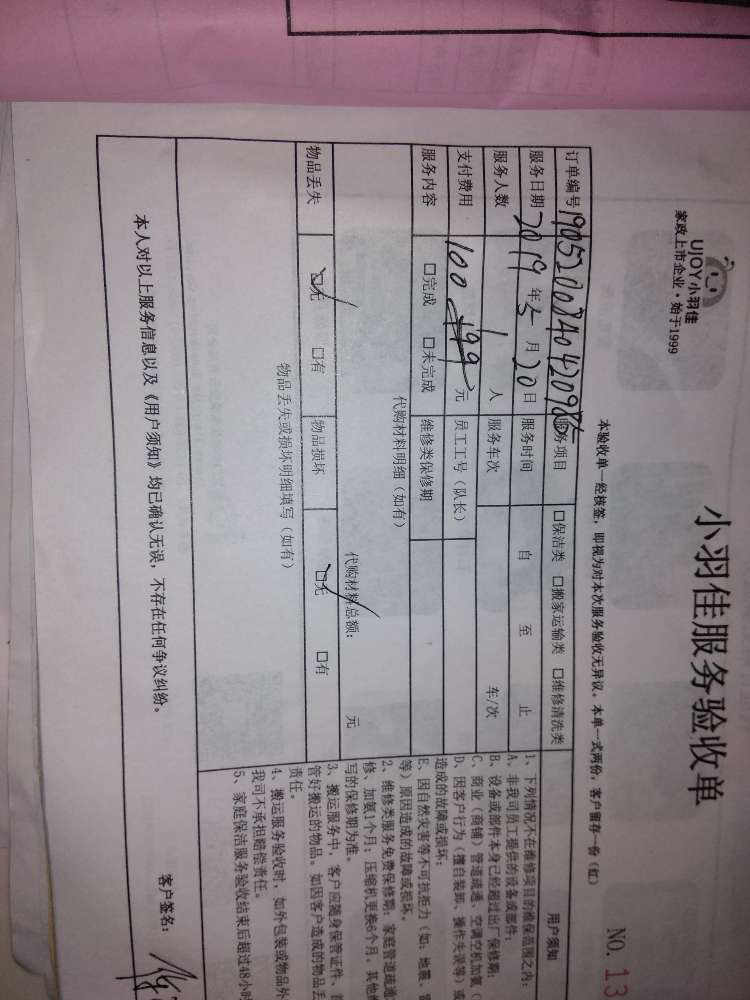 UJOY小羽佳
家政上市企业·始于1999
小羽佳服务验收单
NO. 13
本验收单一经核签，即视为对本次服务验收无异议。本单一式两份，客户留存一份（红）
订单编号 服务项目 □保洁类 □搬家运输类 □维修清洗类
服务日期 2019 年 5 月 20 日 服务时间 自 至 止
服务人数 1 人 服务车次 车/次
支付费用 100 元 员工工号（队长）
服务内容 □完成 □未完成 维修类保修期
代购材料明细（如有）
代购材料总额： 元
物品丢失 □无 □有 物品损坏 □无 □有
物品丢失或损坏明细填写（如有）
用户须知
1、下列情况不在维修项目的维保范围之内：
A、非我司员工提供的设备或部件；
B、设备或部件本身已经超过出厂保修期；
C、商业（商铺）管道疏通、空调空机加氨（
D、因客户行为（擅自装卸、操作失误等）或
造成的故障或损坏；
E、因自然灾害等不可抗拒力（如：地震、雷
等）原因造成的故障或损坏。
2、维修类服务免费保修期：家庭管道疏通
修、加氨1个月；压缩机更换6个月，其他维
写的保修期为准。
3、搬运服务中，客户应随身保管证件、首
管好搬运的物品。如因客户造成的物品丢
责任。
4、搬运服务验收时，如外包装或物品外
我司不承担赔偿责任。
5、家庭保洁服务验收结束后超过48小时
本人对以上服务信息以及《用户须知》均已确认无误，不存在任何争议纠纷。
客户签名：